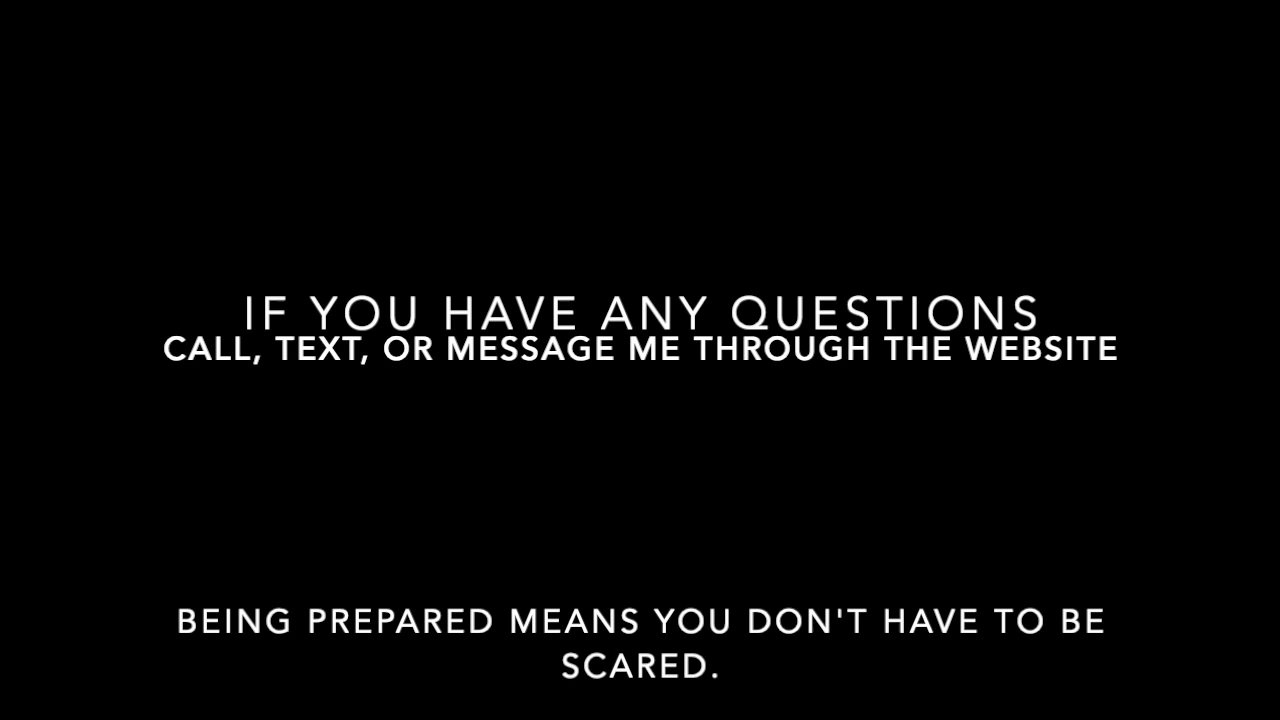 IF YOU HAVE ANY QUESTIONS
CALL, TEXT, OR MESSAGE ME THROUGH THE WEBSITE
BEING PREPARED MEANS YOU DON'T HAVE TO BE
SCARED.